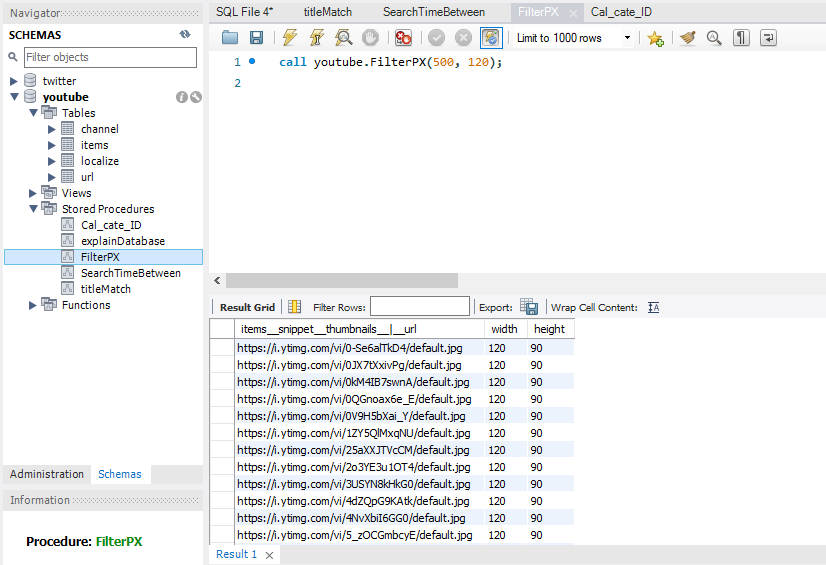 Navigator
SCHEMAS
Filter objects
twitter
youtube
Tables
channel
items
localize
url
Views
Stored Procedures
Cal_cate_ID
explainDatabase
FilterPX
SearchTimeBetween
titleMatch
Functions
Administration Schemas
Information
Procedure: FilterPX
SQL File 4* titleMatch SearchTimeBetween FilterPX Cal_cate_ID
Limit to 1000 rows
1 call youtube.FilterPX(500, 120);
2
Result Grid Filter Rows: Export: Wrap Cell Content:
items__snippet__thumbnails__|__url width height
https://i.ytimg.com/vi/0-Se6alTkD4/default.jpg 120 90
https://i.ytimg.com/vi/0JX7tXxivPg/default.jpg 120 90
https://i.ytimg.com/vi/0kM4IB7swnA/default.jpg 120 90
https://i.ytimg.com/vi/0QGnoax6e_E/default.jpg 120 90
https://i.ytimg.com/vi/0V9H5bXai_Y/default.jpg 120 90
https://i.ytimg.com/vi/1ZY5QlMxqNU/default.jpg 120 90
https://i.ytimg.com/vi/25aXXJTVcCM/default.jpg 120 90
https://i.ytimg.com/vi/2o3YE3u1OT4/default.jpg 120 90
https://i.ytimg.com/vi/3USYN8kHkG0/default.jpg 120 90
https://i.ytimg.com/vi/4dZQpG9KAtk/default.jpg 120 90
https://i.ytimg.com/vi/4NvXbiI6GG0/default.jpg 120 90
https://i.ytimg.com/vi/5_zOCGmbcyE/default.jpg 120 90
Result 1